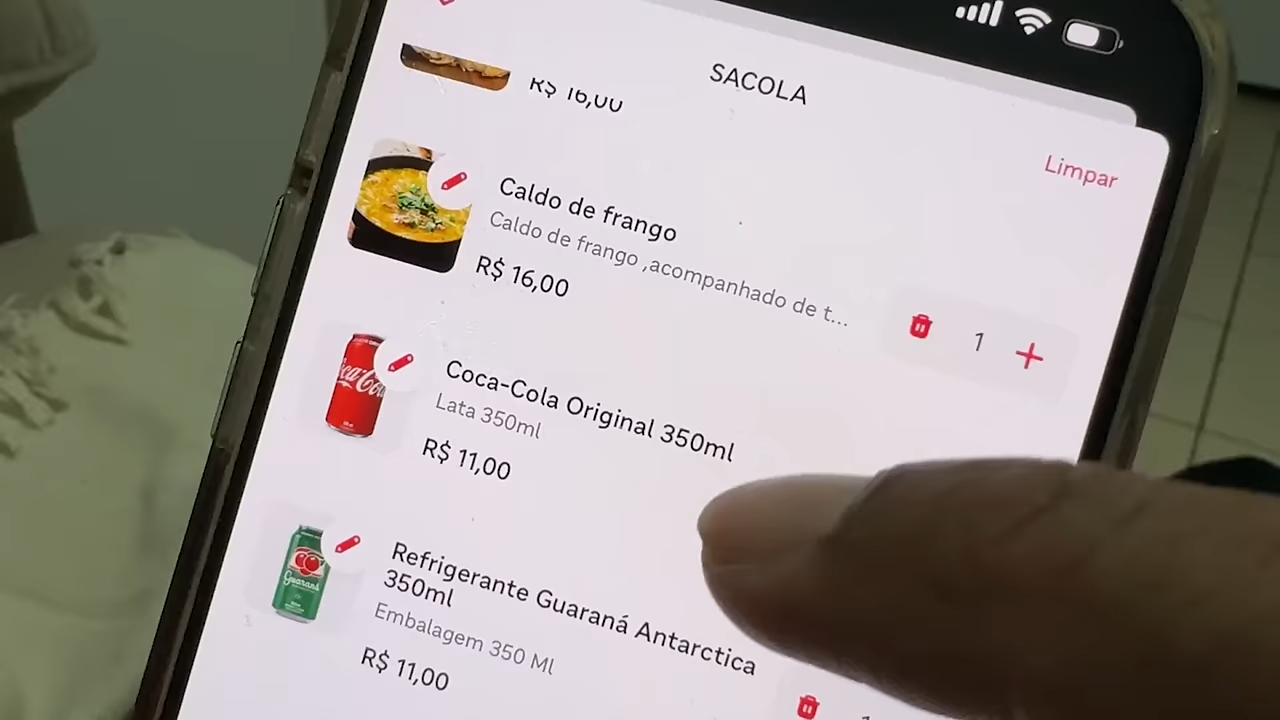 SACOLA
R$ 16,00
Limpar
Caldo de frango
Caldo de frango ,acompanhado de t...
R$ 16,00
1
Coca-Cola Original 350ml
Lata 350ml
R$ 11,00
Refrigerante Guaraná Antarctica
350ml
Embalagem 350 Ml
R$ 11,00
Guaraná